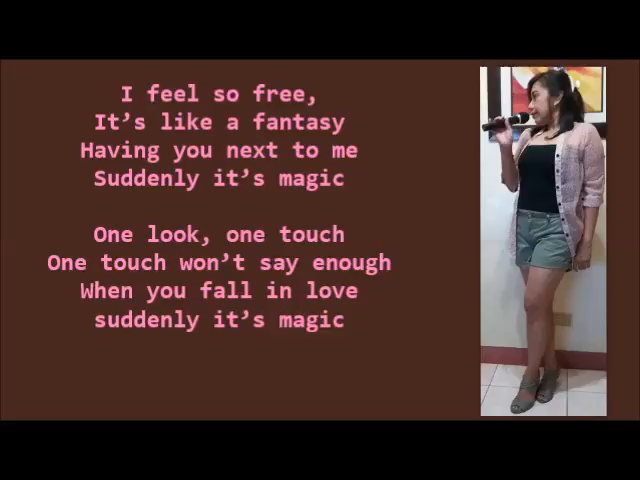 I feel so free,
It’s like a fantasy
Having you next to me
Suddenly it’s magic
One look, one touch
One touch won’t say enough
When you fall in love
suddenly it’s magic